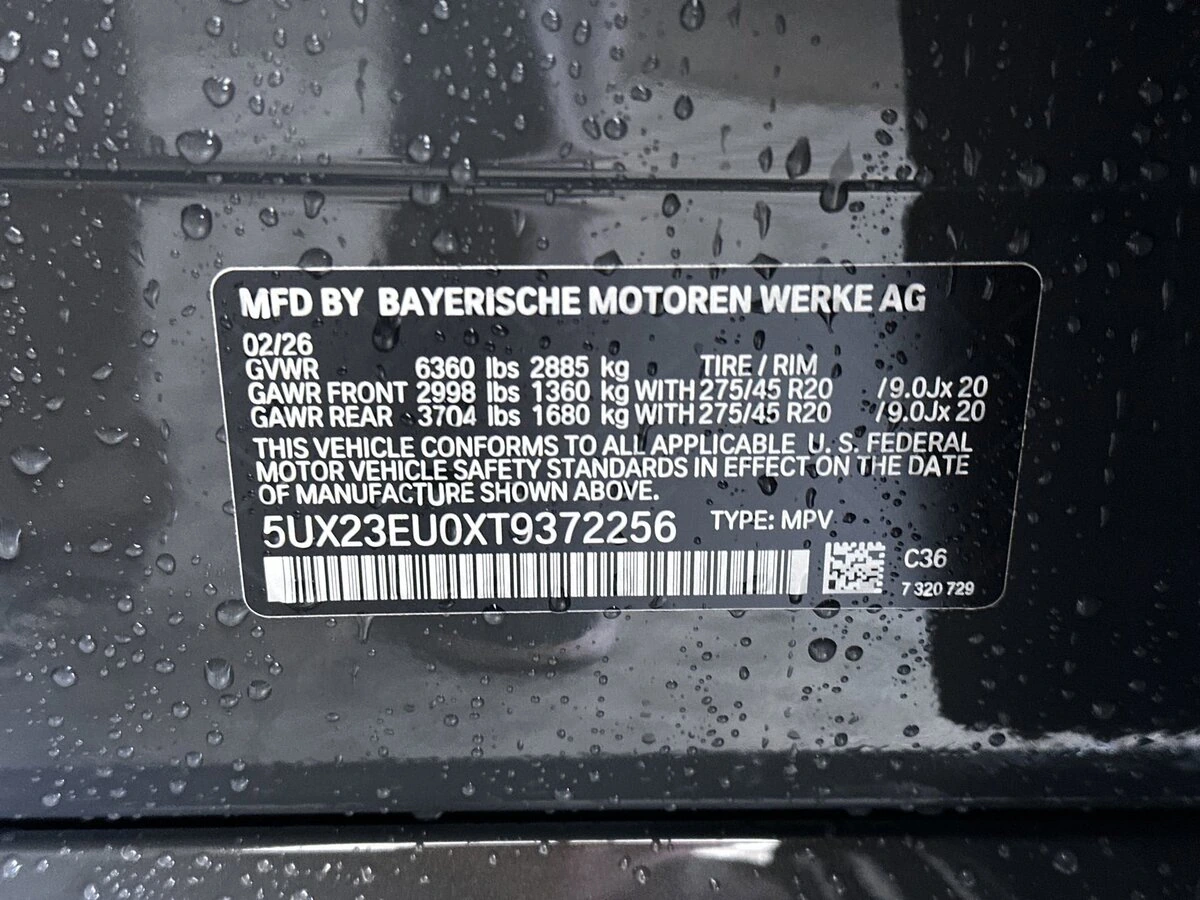 MFD BY BAYERISCHE MOTOREN WERKE AG
02/26
GVWR 6360 lbs 2885 kg TIRE / RIM
GAWR FRONT 2998 lbs 1360 kg WITH 275/45 R20 /9.0Jx 20
GAWR REAR 3704 lbs 1680 kg WITH 275/45 R20 /9.0Jx 20
THIS VEHICLE CONFORMS TO ALL APPLICABLE U. S. FEDERAL
MOTOR VEHICLE SAFETY STANDARDS IN EFFECT ON THE DATE
OF MANUFACTURE SHOWN ABOVE.
5UX23EU0XT9372256 TYPE: MPV
C36
7 320 729